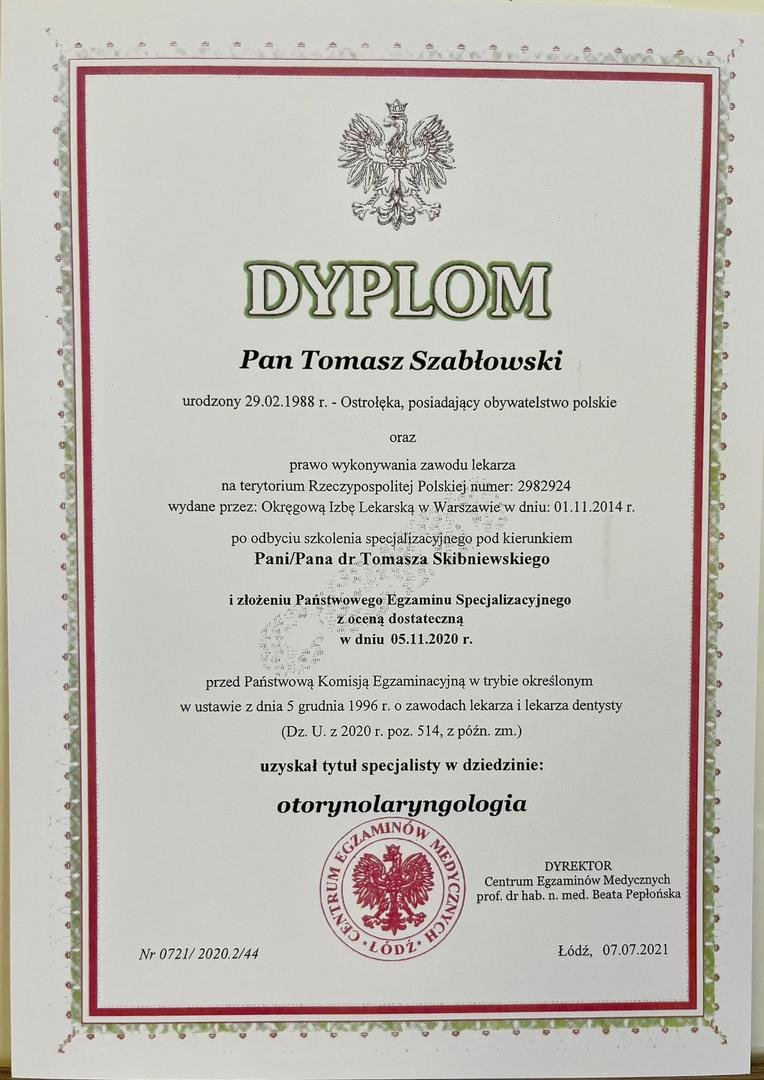 DYPLOM
Pan Tomasz Szabłowski
urodzony 29.02.1988 r. - Ostrołęka, posiadający obywatelstwo polskie
oraz
prawo wykonywania zawodu lekarza
na terytorium Rzeczypospolitej Polskiej numer: 2982924
wydane przez: Okręgową Izbę Lekarską w Warszawie w dniu: 01.11.2014 r.
po odbyciu szkolenia specjalizacyjnego pod kierunkiem
Pani/Pana dr Tomasza Skibniewskiego
i złożeniu Państwowego Egzaminu Specjalizacyjnego
z oceną dostateczną
w dniu 05.11.2020 r.
przed Państwową Komisją Egzaminacyjną w trybie określonym
w ustawie z dnia 5 grudnia 1996 r. o zawodach lekarza i lekarza dentysty
(Dz. U. z 2020 r. poz. 514, z późn. zm.)
uzyskał tytuł specjalisty w dziedzinie:
otorynolaryngologia
CENTRUM EGZAMINÓW MEDYCZNYCH
• ŁÓDŹ •
DYREKTOR
Centrum Egzaminów Medycznych
prof. dr hab. n. med. Beata Pepłońska
Nr 0721/ 2020.2/44
Łódź, 07.07.2021